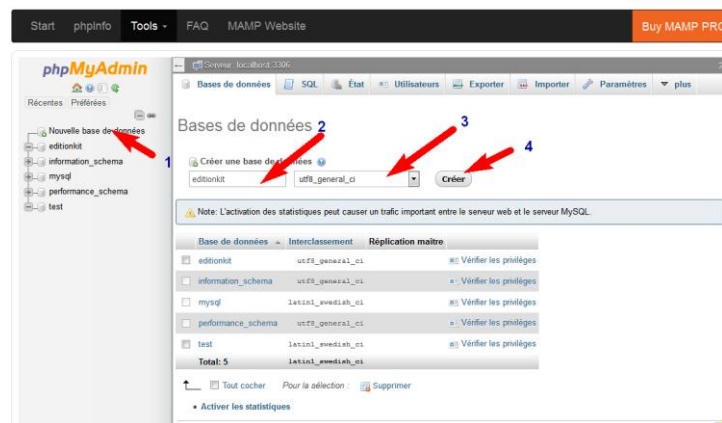 Start phpInfo Tools FAQ MAMP Website Buy MAMP PRO
phpMyAdmin
Récentes Préférées
Nouvelle base de données
editionkit
information_schema
mysql
performance_schema
test
1
Serveur: localhost:3306
Bases de données SQL État Utilisateurs Exporter Importer Paramètres plus
Bases de données
2
3
4
Créer une base de données
editionkit utf8_general_ci Créer
Note: L'activation des statistiques peut causer un trafic important entre le serveur web et le serveur MySQL.
Base de données Interclassement Réplication maître
editionkit utf8_general_ci Vérifier les privilèges
information_schema utf8_general_ci Vérifier les privilèges
mysql latin1_swedish_ci Vérifier les privilèges
performance_schema utf8_general_ci Vérifier les privilèges
test latin1_swedish_ci Vérifier les privilèges
Total: 5 latin1_swedish_ci
Tout cocher Pour la sélection : Supprimer
Activer les statistiques